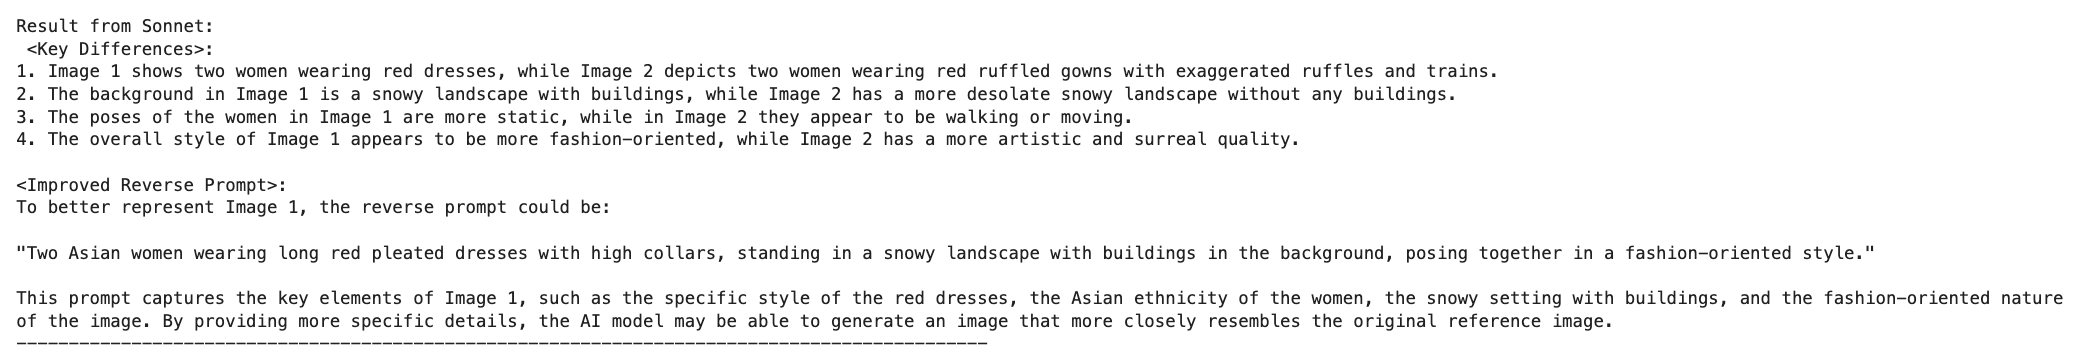 Result from Sonnet:
<Key Differences>:
1. Image 1 shows two women wearing red dresses, while Image 2 depicts two women wearing red ruffled gowns with exaggerated ruffles and trains.
2. The background in Image 1 is a snowy landscape with buildings, while Image 2 has a more desolate snowy landscape without any buildings.
3. The poses of the women in Image 1 are more static, while in Image 2 they appear to be walking or moving.
4. The overall style of Image 1 appears to be more fashion-oriented, while Image 2 has a more artistic and surreal quality.
<Improved Reverse Prompt>:
To better represent Image 1, the reverse prompt could be:
"Two Asian women wearing long red pleated dresses with high collars, standing in a snowy landscape with buildings in the background, posing together in a fashion-oriented style."
This prompt captures the key elements of Image 1, such as the specific style of the red dresses, the Asian ethnicity of the women, the snowy setting with buildings, and the fashion-oriented nature
of the image. By providing more specific details, the AI model may be able to generate an image that more closely resembles the original reference image.
--------------------------------------------------------------------------------------------